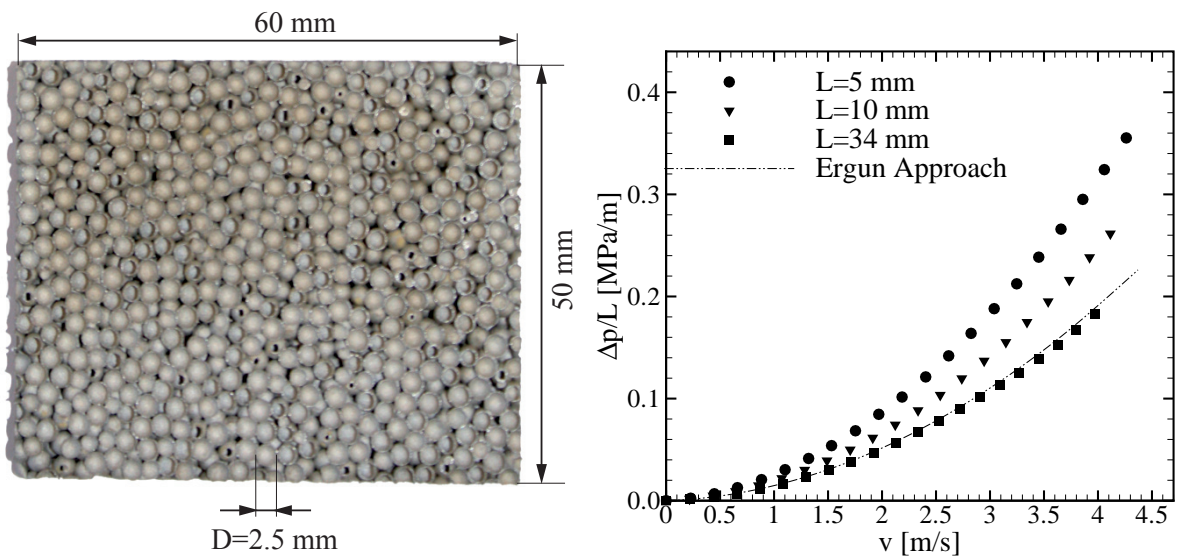 60 mm
50 mm
D=2.5 mm
L=5 mm
L=10 mm
L=34 mm
Ergun Approach
Δp/L [MPa/m]
0.4
0.3
0.2
0.1
0.0
0 0.5 1 1.5 2 2.5 3 3.5 4 4.5
v [m/s]